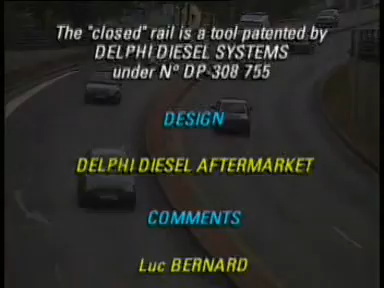 The "closed" rail is a tool patented by
DELPHI DIESEL SYSTEMS
under Nº DP-308 755
DESIGN
DELPHI DIESEL AFTERMARKET
COMMENTS
Luc BERNARD